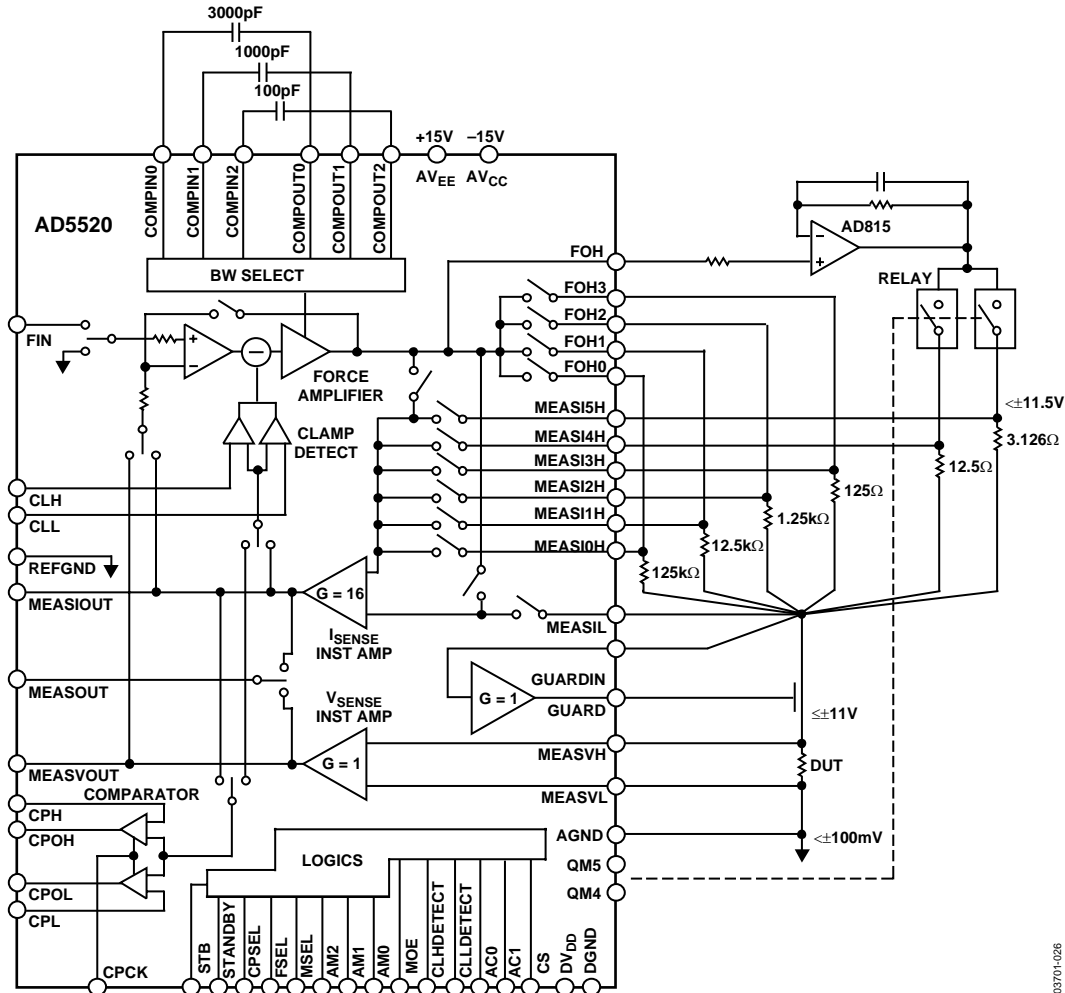 3000pF
1000pF
100pF
+15V –15V
AVEE AVCC
COMPIN0
COMPIN1
COMPIN2
COMPOUT0
COMPOUT1
COMPOUT2
AD5520
BW SELECT
AD815
FOH
RELAY
FOH3
FOH2
FOH1
FOH0
FIN
+
–
–
–
+
FORCE
AMPLIFIER
CLAMP
DETECT
MEASI5H
MEASI4H
MEASI3H
MEASI2H
MEASI1H
MEASI0H
<±11.5V
3.126Ω
12.5Ω
125Ω
1.25kΩ
12.5kΩ
125kΩ
CLH
CLL
REFGND
MEASIOUT
G = 16
ISENSE
INST AMP
MEASIL
GUARDIN
GUARD
G = 1
MEASOUT
VSENSE
INST AMP
≤±11V
MEASVH
DUT
G = 1
MEASVOUT
MEASVL
COMPARATOR
CPH
CPOH
CPOL
CPL
CPCK
AGND
<±100mV
QM5
QM4
LOGICS
STB
STANDBY
CPSEL
FSEL
MSEL
AM2
AM1
AM0
MOE
CLHDETECT
CLLDETECT
AC0
AC1
CS
DVDD
DGND
03701-026